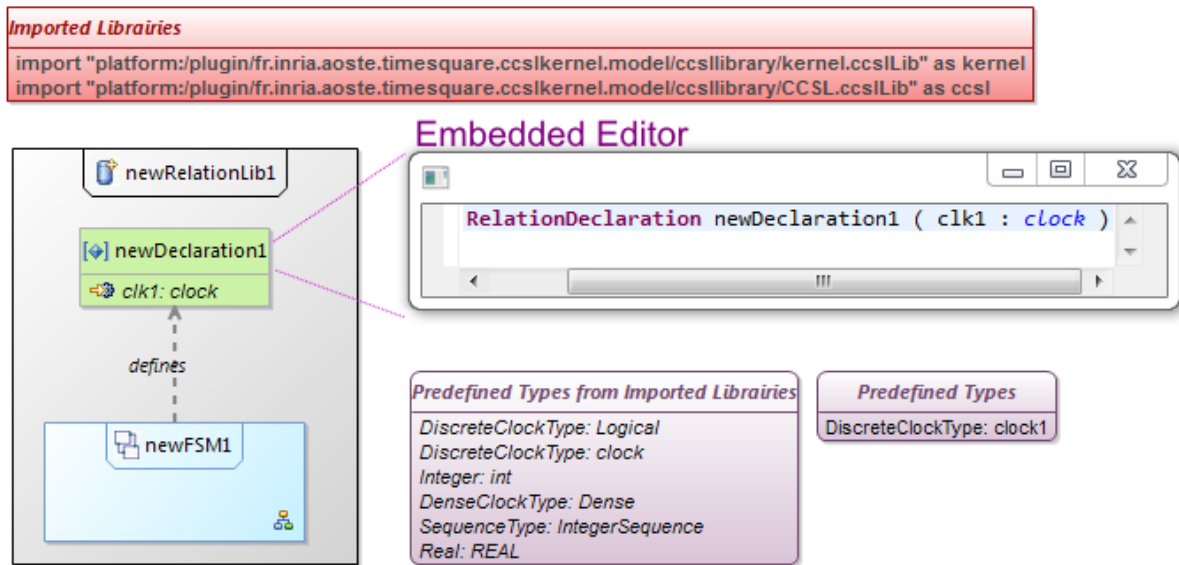 Imported Librairies
import "platform:/plugin/fr.inria.aoste.timesquare.ccslkernel.model/ccsllibrary/kernel.ccslLib" as kernel
import "platform:/plugin/fr.inria.aoste.timesquare.ccslkernel.model/ccsllibrary/CCSL.ccslLib" as ccsl
Embedded Editor
newRelationLib1
RelationDeclaration newDeclaration1 ( clk1 : clock )
newDeclaration1
clk1: clock
defines
newFSM1
Predefined Types from Imported Librairies
DiscreteClockType: Logical
DiscreteClockType: clock
Integer: int
DenseClockType: Dense
SequenceType: IntegerSequence
Real: REAL
Predefined Types
DiscreteClockType: clock1